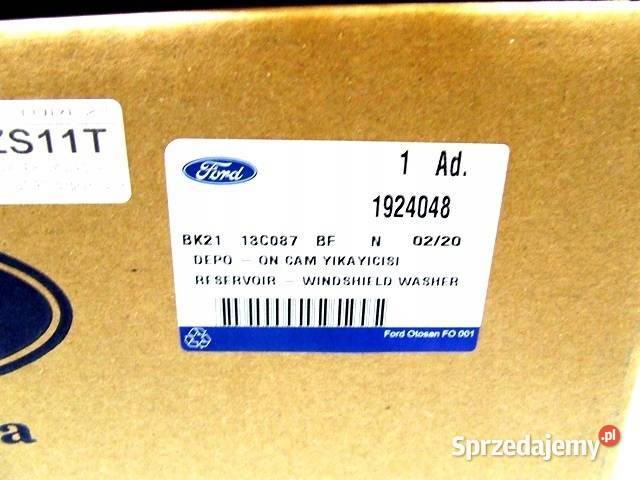 ZS11T
Ford
1 Ad.
1924048
BK21 13C087 BF N 02/20
DEPO - ON CAM YIKAYICISI
RESERVOIR - WINDSHIELD WASHER
Ford Otosan FO 001
a
Sprzedajemy.pl